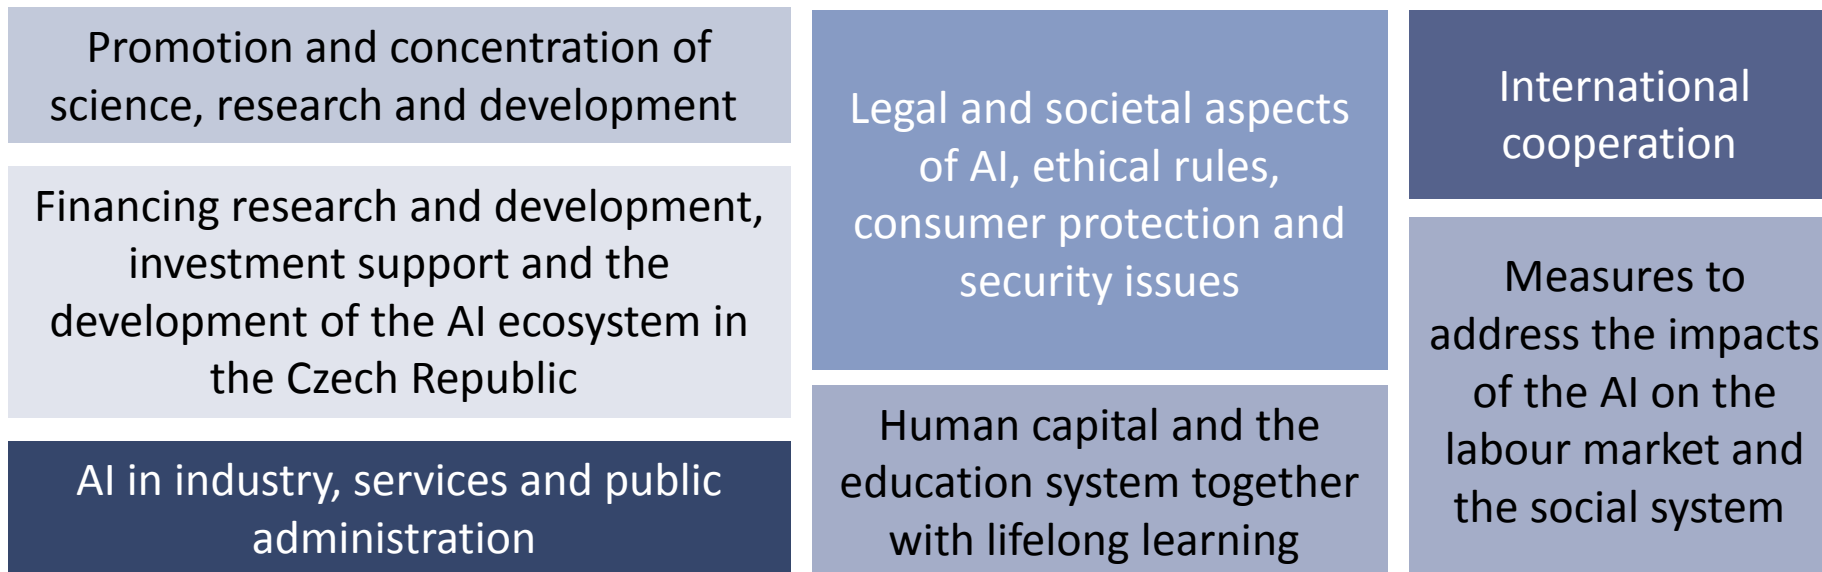 Promotion and concentration of
science, research and development
Financing research and development,
investment support and the
development of the AI ecosystem in
the Czech Republic
AI in industry, services and public
administration
Legal and societal aspects
of AI, ethical rules,
consumer protection and
security issues
Human capital and the
education system together
with lifelong learning
International
cooperation
Measures to
address the impacts
of the AI on the
labour market and
the social system